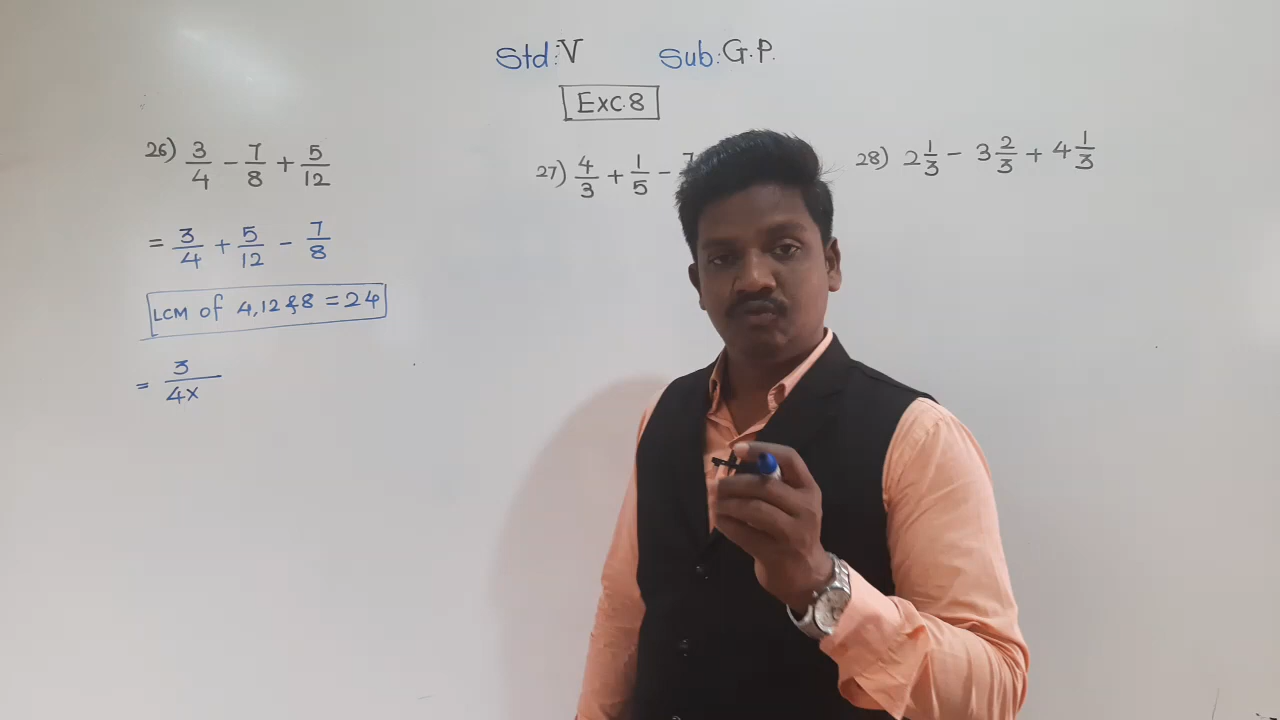 Std: V Sub: G.P.
Exc.8
26) 3/4 - 7/8 + 5/12
= 3/4 + 5/12 - 7/8
LCM of 4,12 & 8 = 24
= 3/4x
27) 4/3 + 1/5 -
28) 2 1/3 - 3 2/3 + 4 1/3